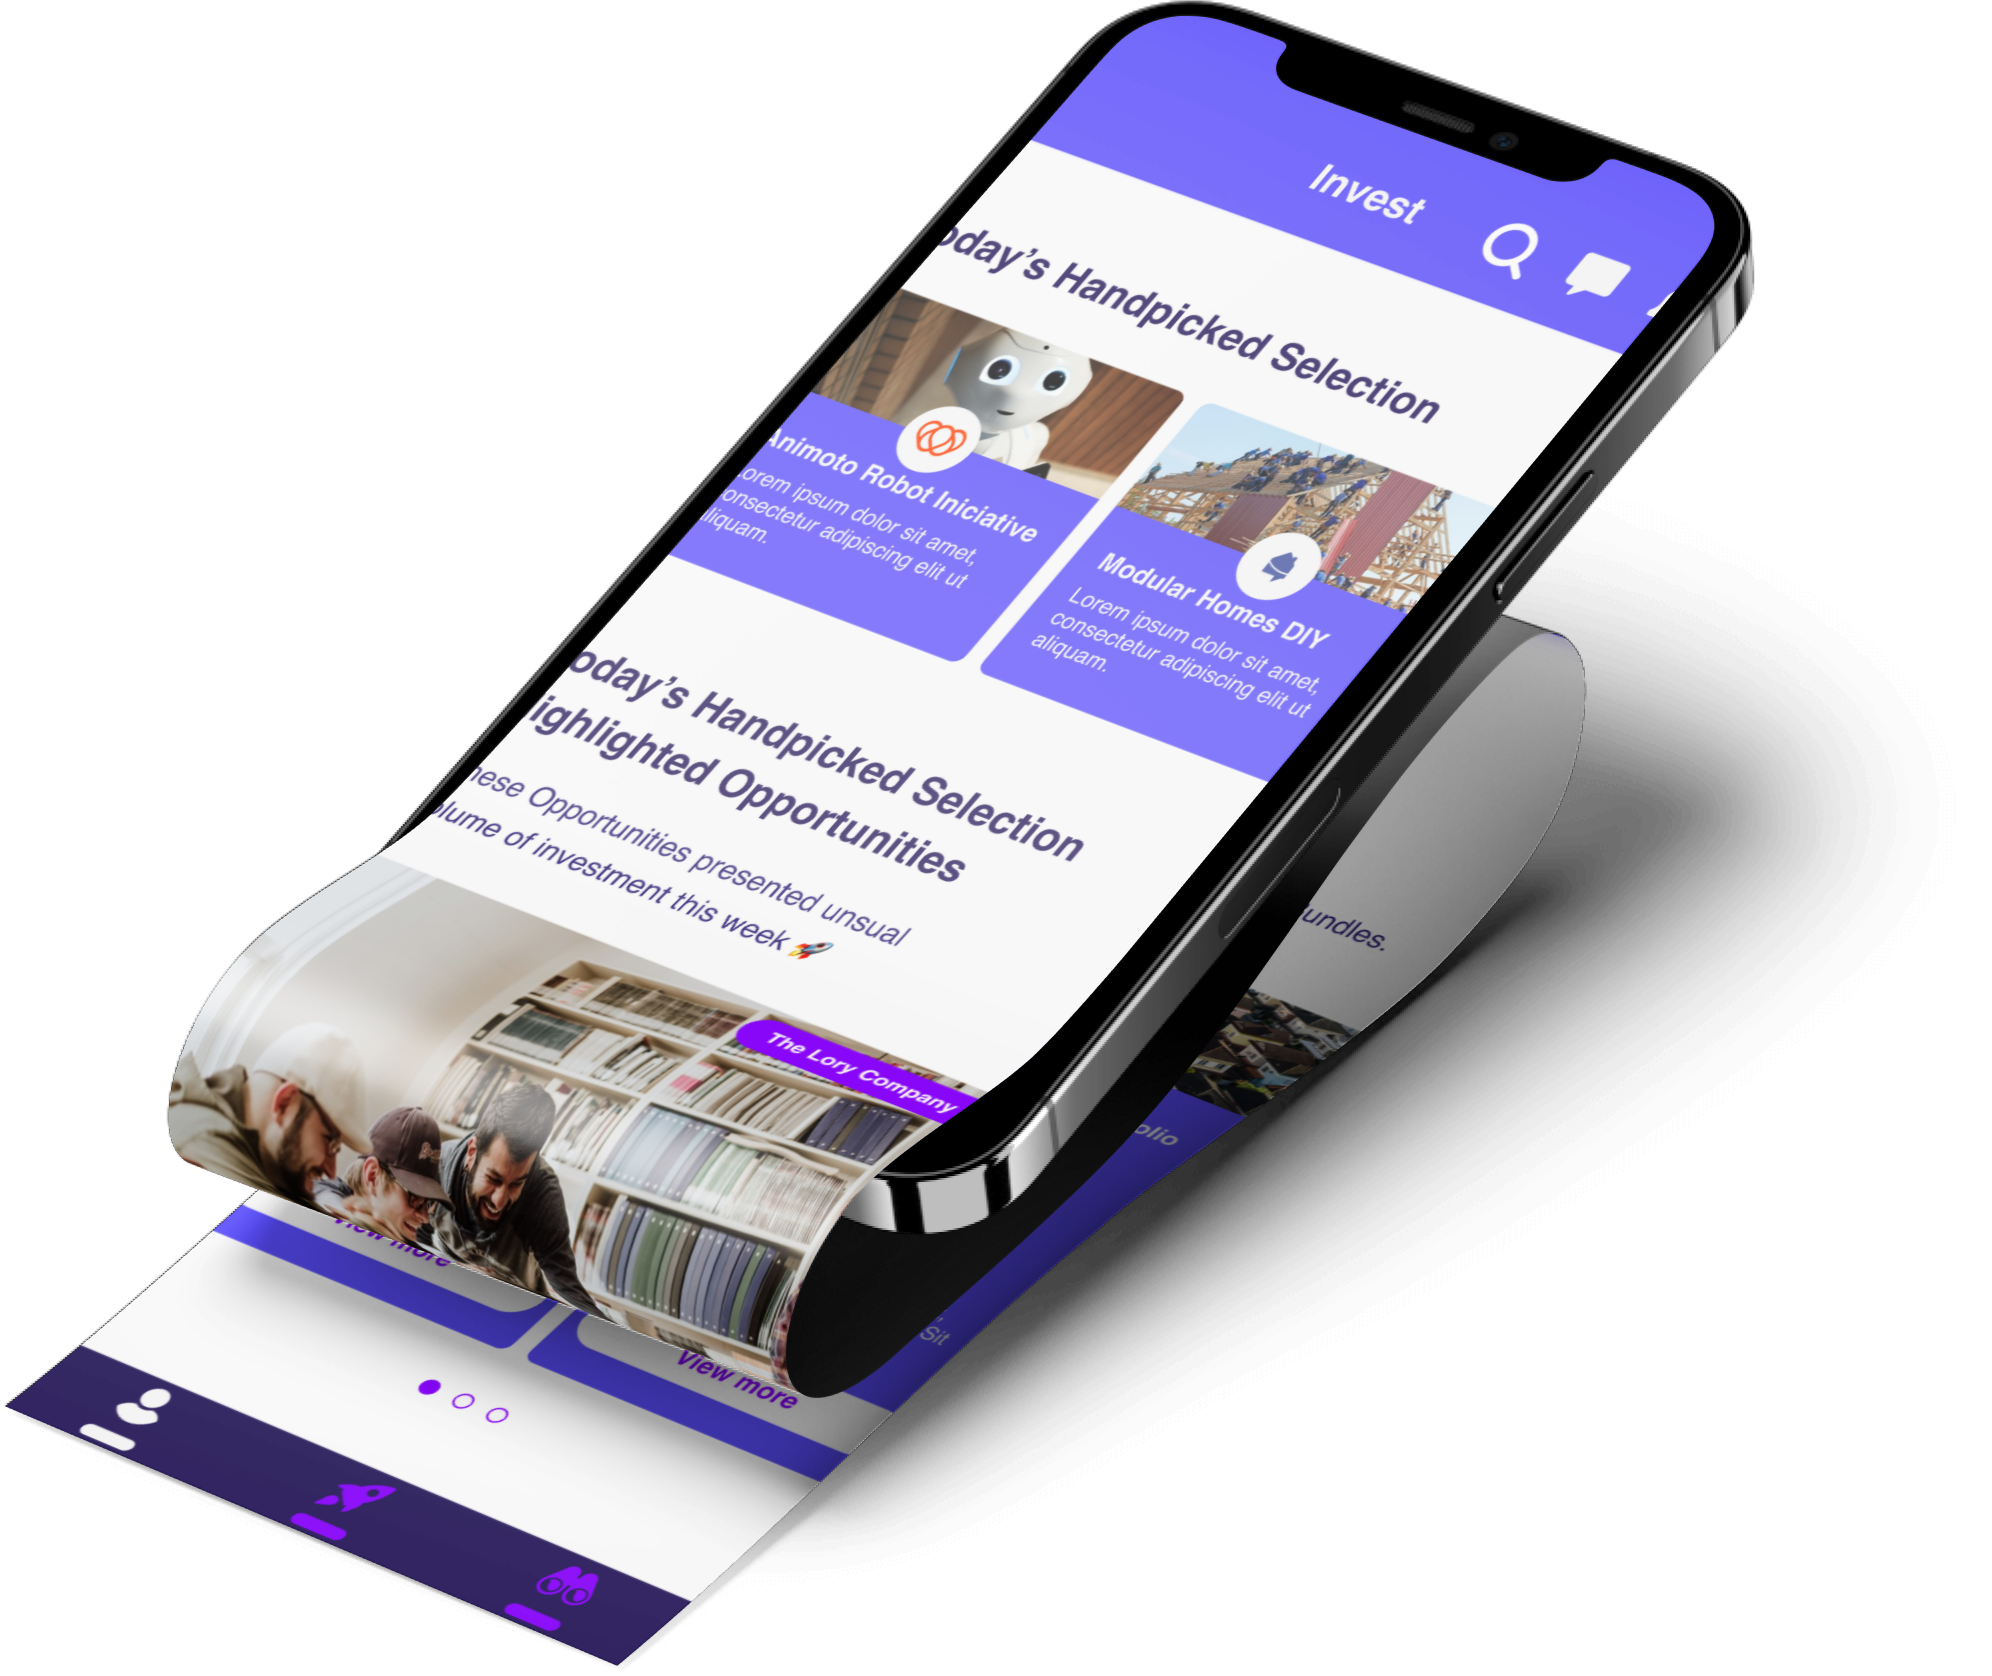 Invest
oday's Handpicked Selection
Animoto Robot Iniciative
orem ipsum dolor sit amet,
onsectetur adipiscing elit ut
liquam.
Modular Homes DIY
Lorem ipsum dolor sit amet,
consectetur adipiscing elit ut
aliquam.
oday's Handpicked Selection
ighlighted Opportunities
hese Opportunities presented unsual
olume of investment this week 🚀
The Lory Company
undles.
olio
Sit
View more
View more